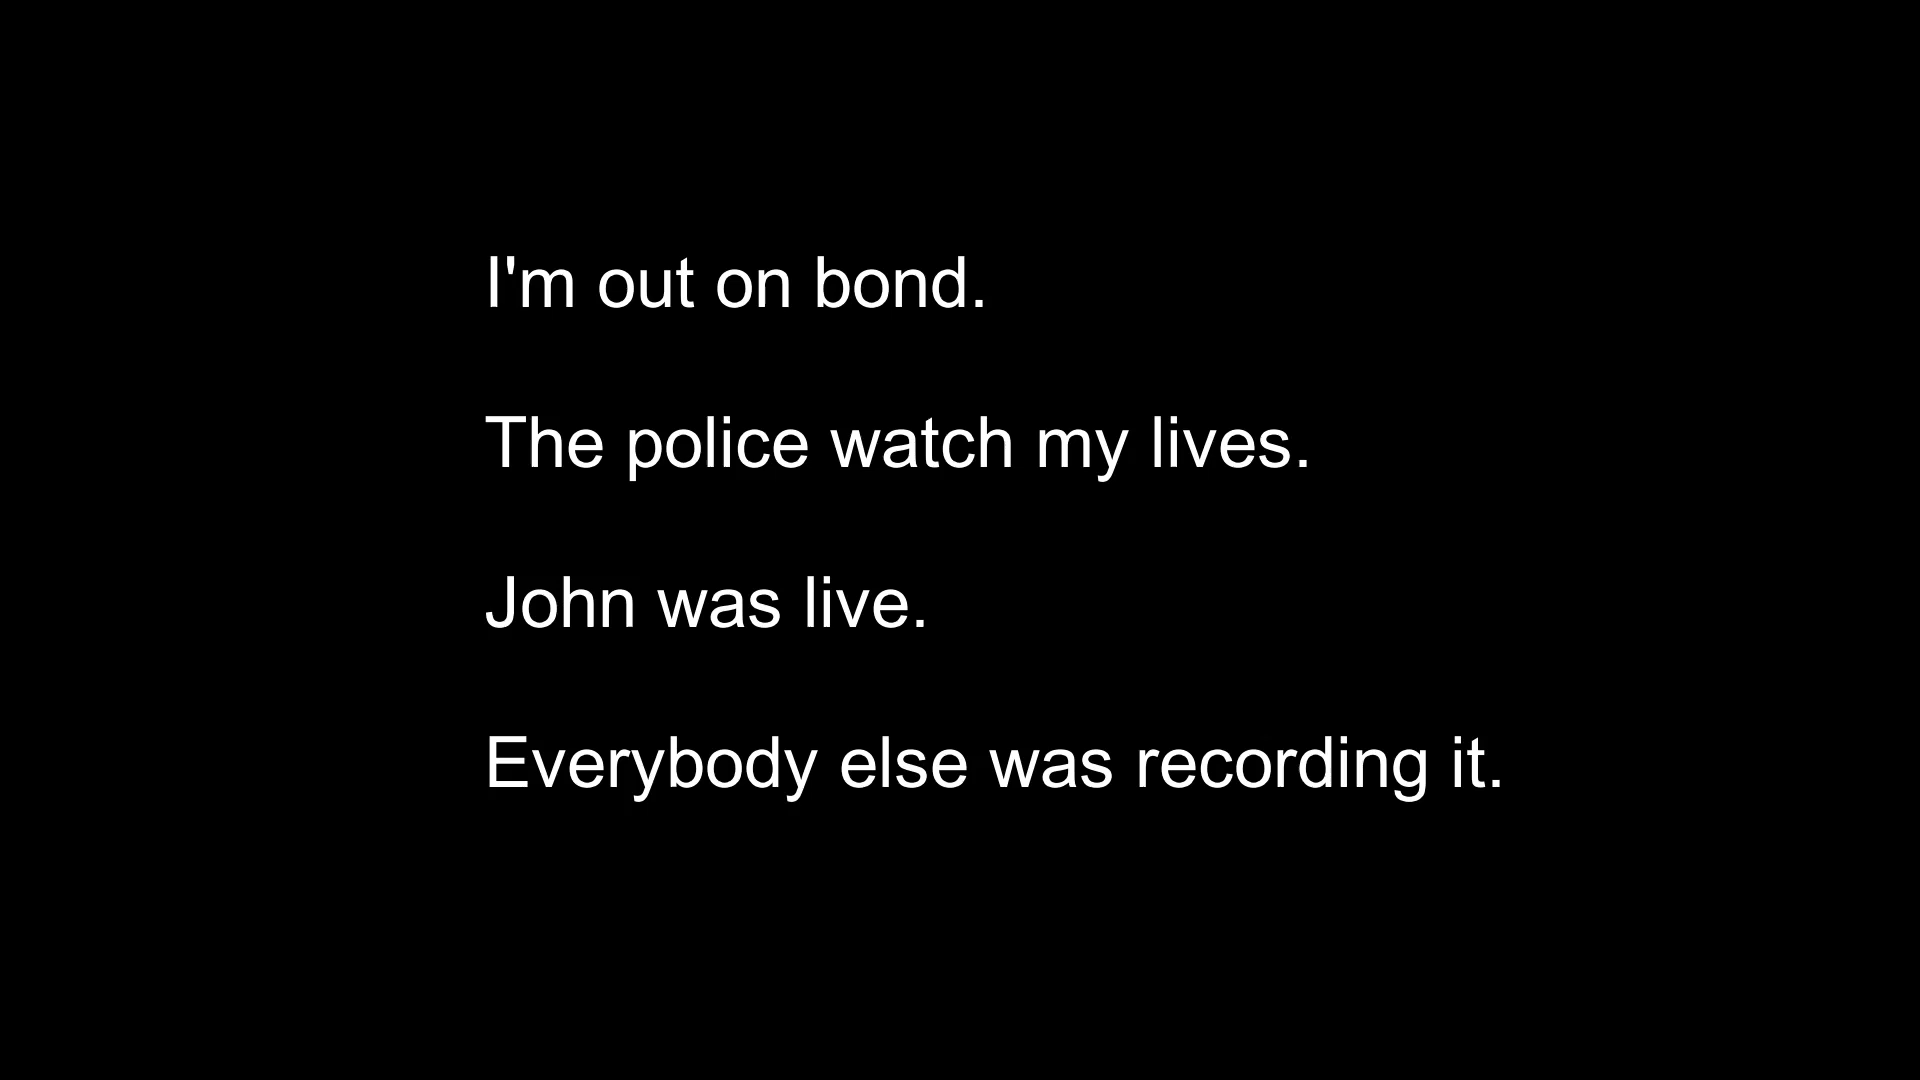 I'm out on bond.
The police watch my lives.
John was live.
Everybody else was recording it.